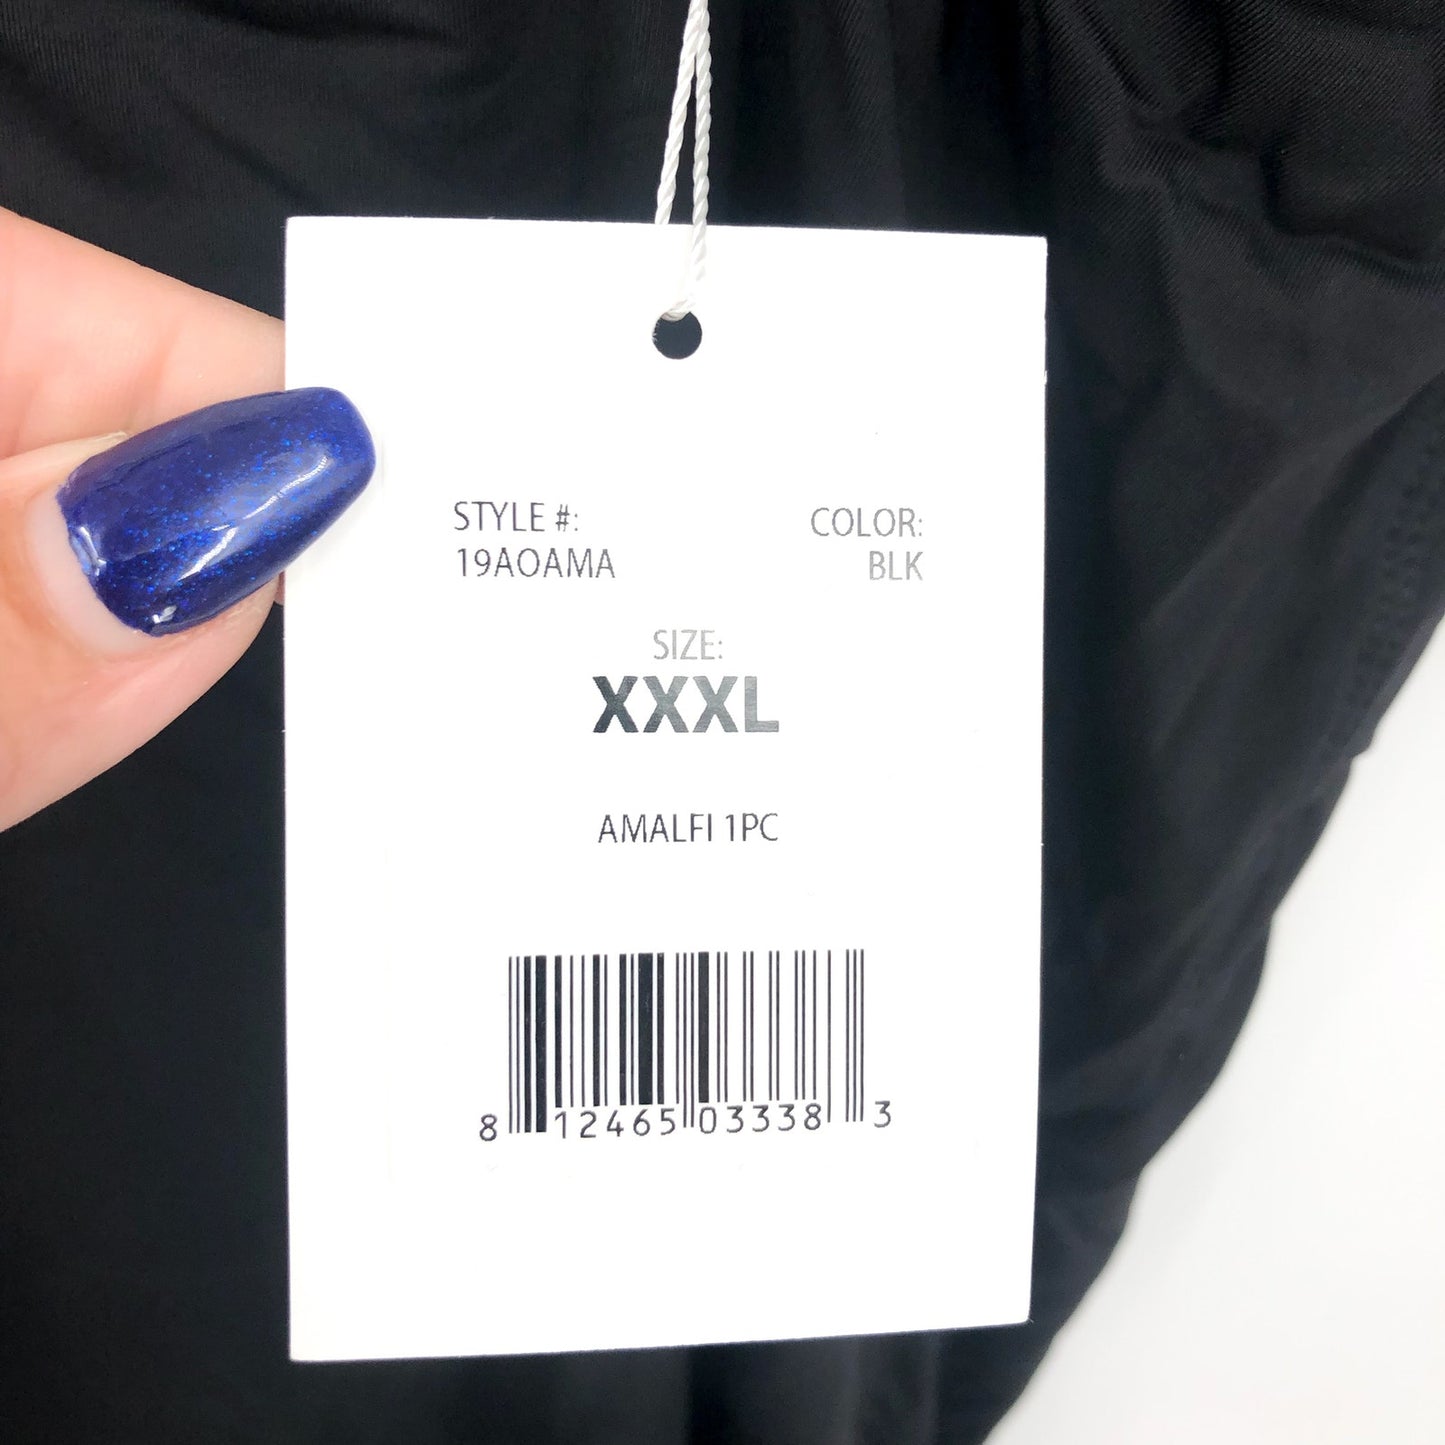 STYLE #:
19AOAMA
COLOR:
BLK
SIZE:
XXXL
AMALFI 1PC
8 12465 03338 3